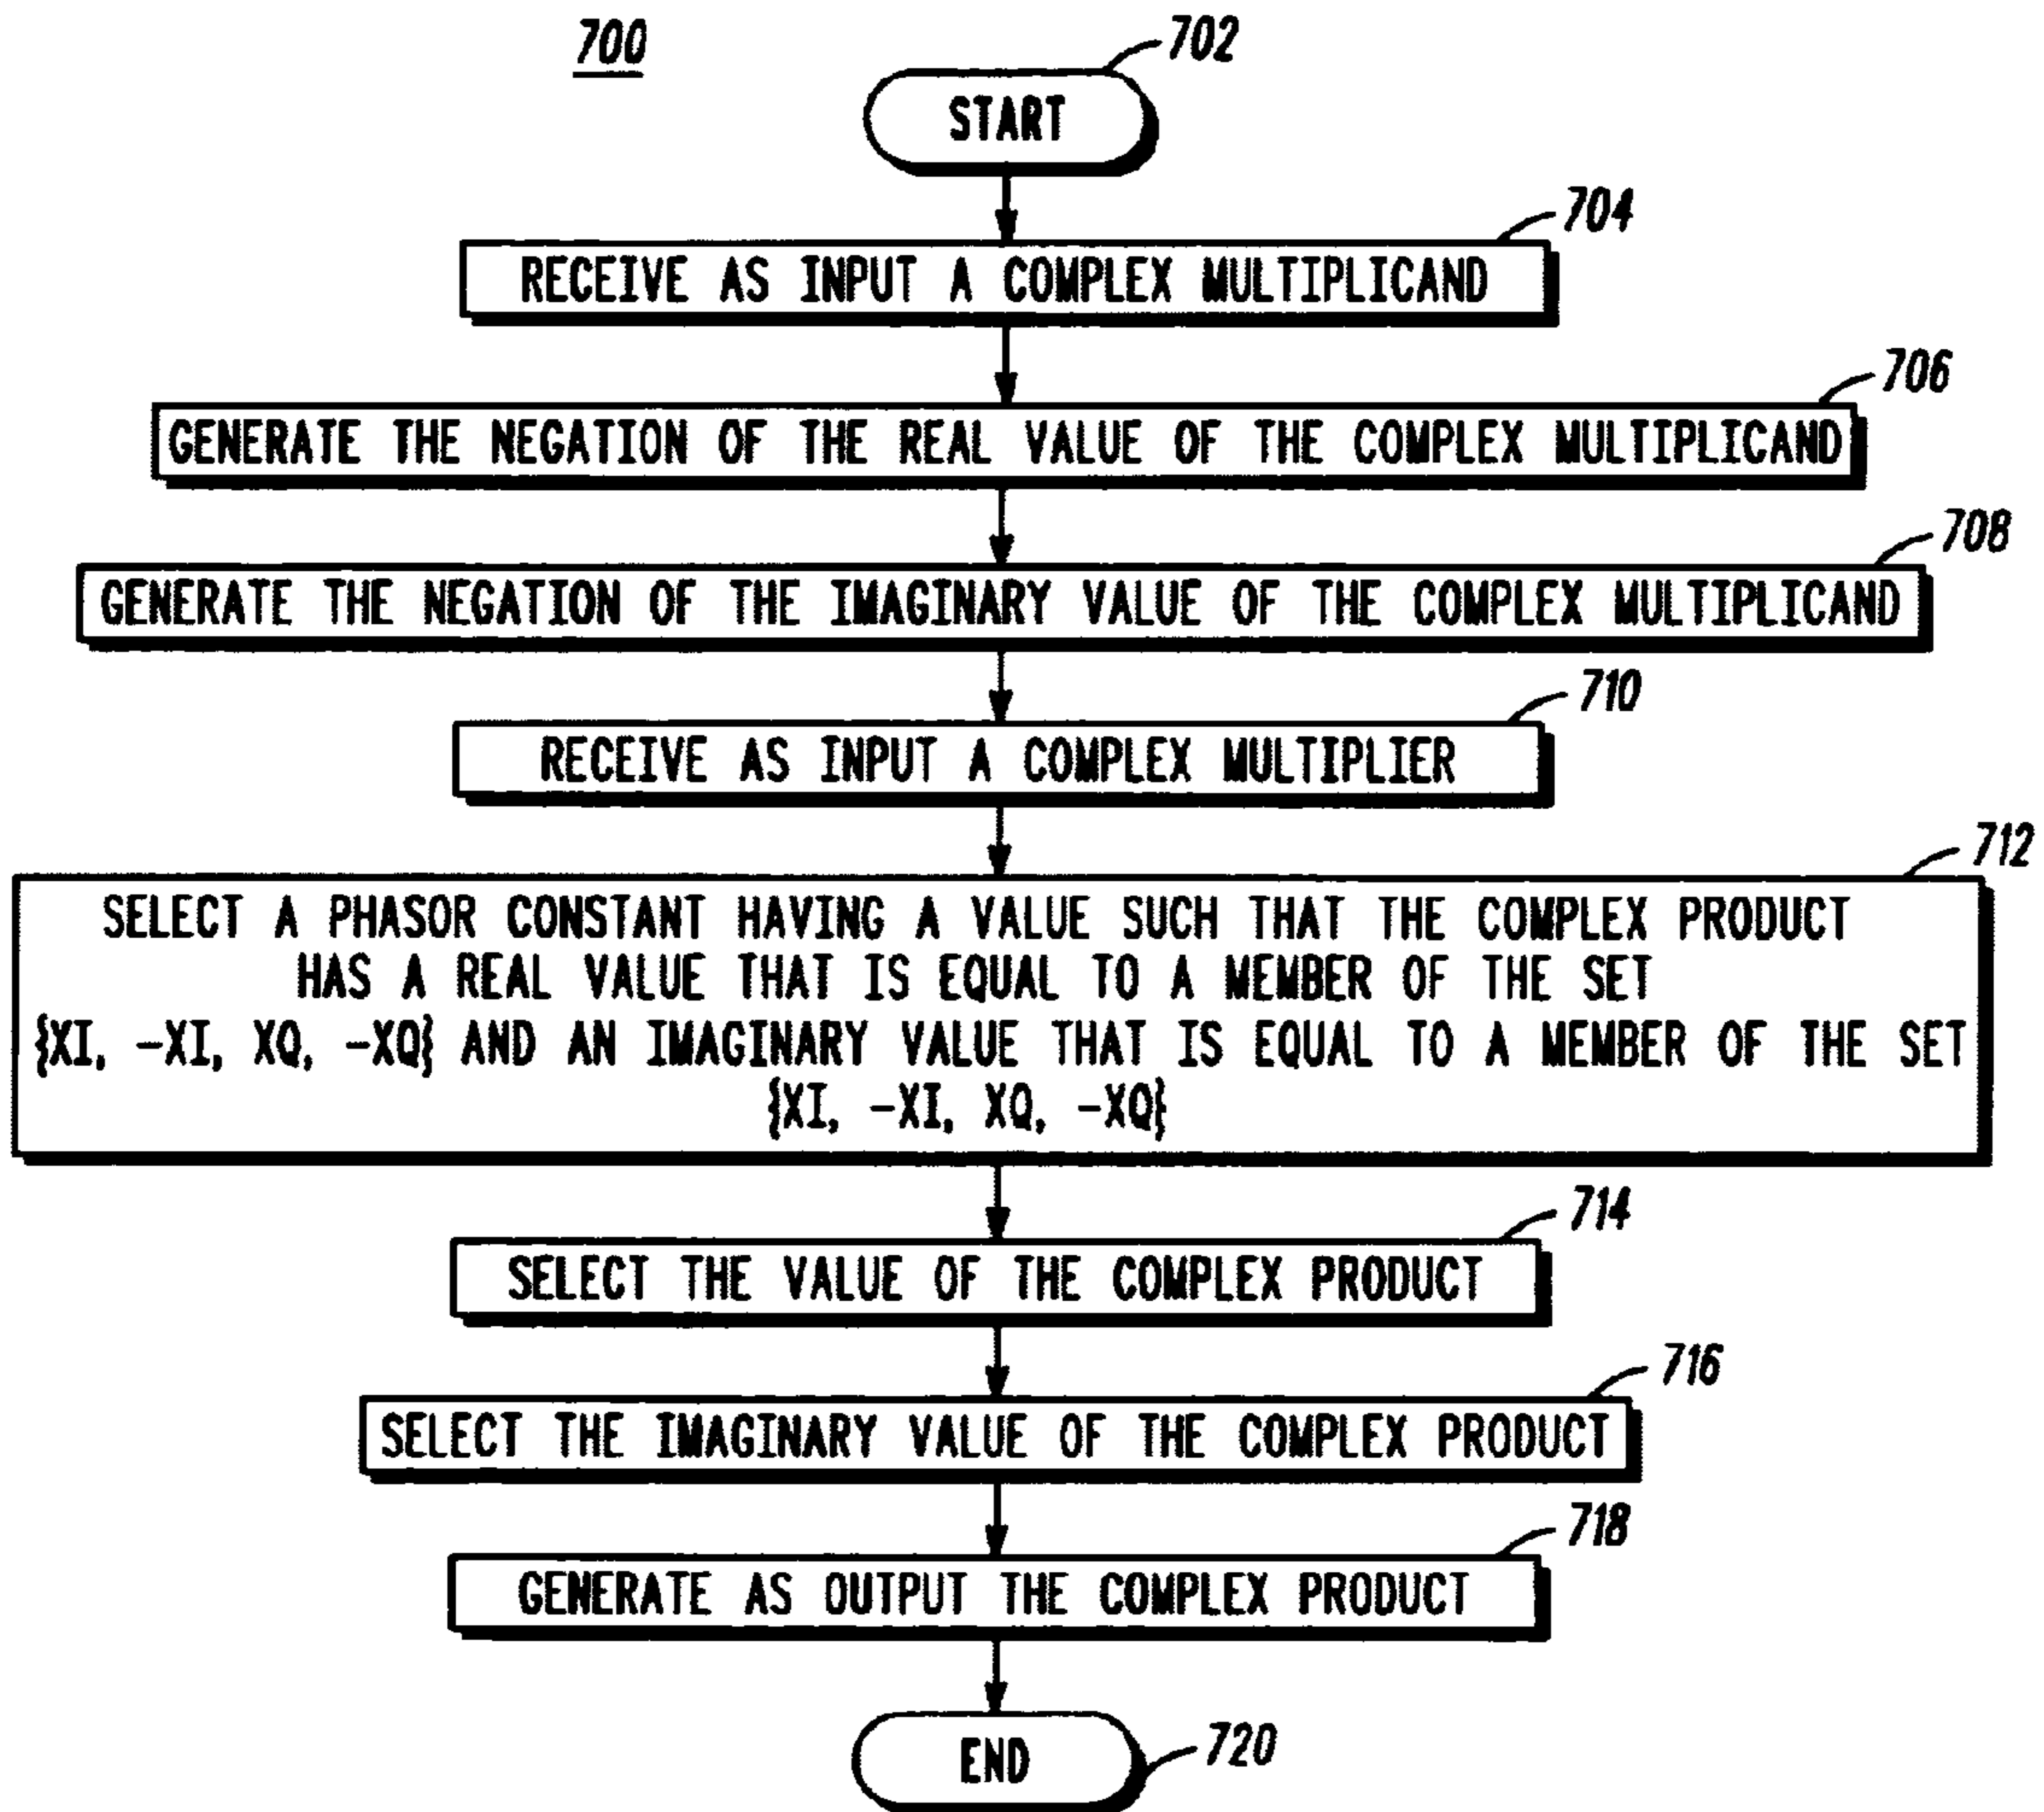 700
702
START
704
RECEIVE AS INPUT A COMPLEX MULTIPLICAND
706
GENERATE THE NEGATION OF THE REAL VALUE OF THE COMPLEX MULTIPLICAND
708
GENERATE THE NEGATION OF THE IMAGINARY VALUE OF THE COMPLEX MULTIPLICAND
710
RECEIVE AS INPUT A COMPLEX MULTIPLIER
712
SELECT A PHASOR CONSTANT HAVING A VALUE SUCH THAT THE COMPLEX PRODUCT
HAS A REAL VALUE THAT IS EQUAL TO A MEMBER OF THE SET
{XI, -XI, XQ, -XQ} AND AN IMAGINARY VALUE THAT IS EQUAL TO A MEMBER OF THE SET
{XI, -XI, XQ, -XQ}
714
SELECT THE VALUE OF THE COMPLEX PRODUCT
716
SELECT THE IMAGINARY VALUE OF THE COMPLEX PRODUCT
718
GENERATE AS OUTPUT THE COMPLEX PRODUCT
END
720